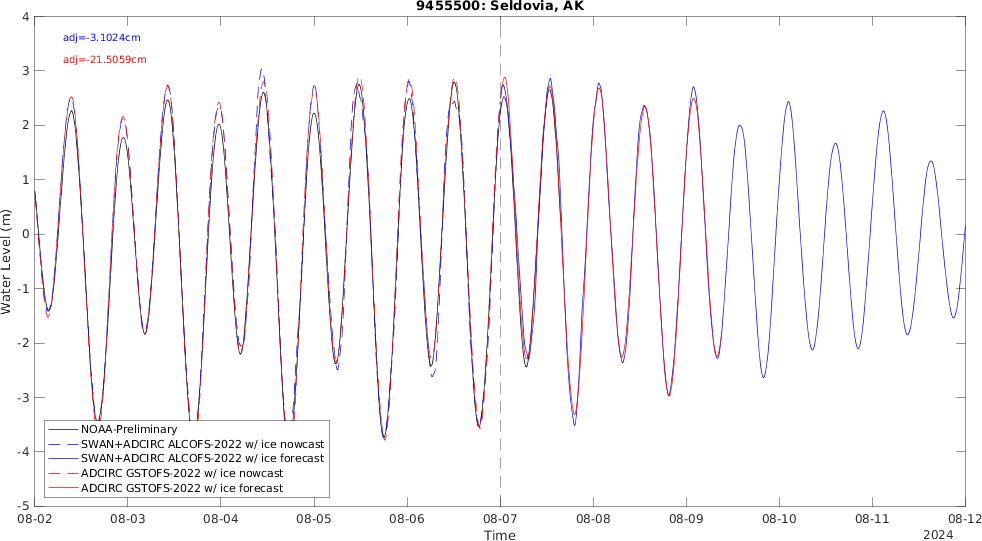 9455500: Seldovia, AK
adj=-3.1024cm
adj=-21.5059cm
4
3
2
1
0
-1
-2
-3
-4
-5
Water Level (m)
NOAA-Preliminary
SWAN+ADCIRC ALCOFS-2022 w/ ice nowcast
SWAN+ADCIRC ALCOFS-2022 w/ ice forecast
ADCIRC GSTOFS-2022 w/ ice nowcast
ADCIRC GSTOFS-2022 w/ ice forecast
08-02 08-03 08-04 08-05 08-06 08-07 08-08 08-09 08-10 08-11 08-12
Time
2024